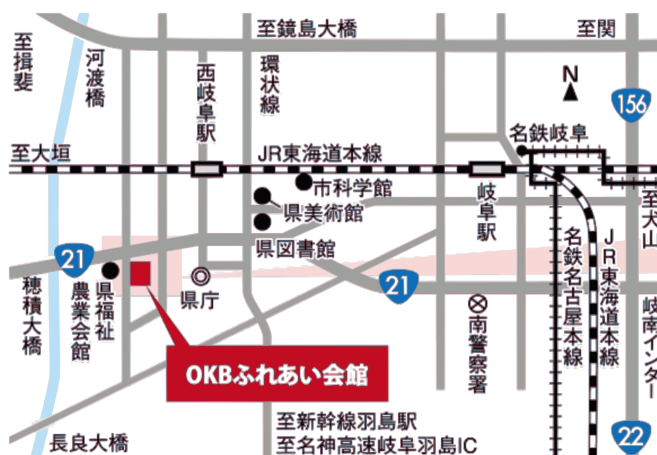 至鏡島大橋
至関
至揖斐
河渡橋
西岐阜駅
環状線
N
156
名鉄岐阜
至大垣
JR東海道本線
市科学館
県美術館
岐阜駅
至犬山
県図書館
21
穂積大橋
県福祉
農業会館
県庁
21
南警察署
名鉄名古屋本線
JR東海道本線
岐南インター
OKBふれあい会館
至新幹線羽島駅
至名神高速岐阜羽島IC
長良大橋
22